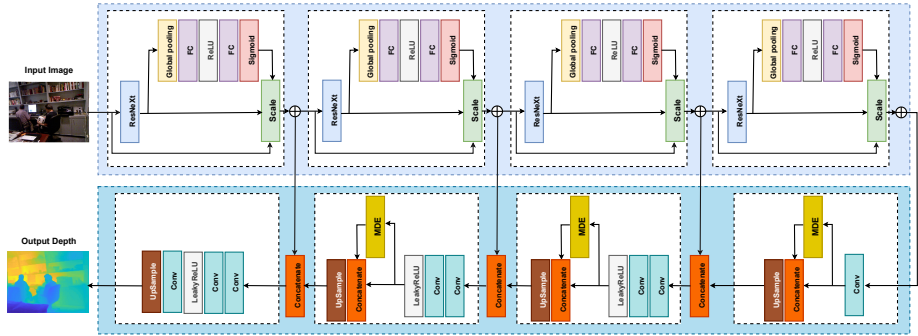 Input Image
ResNeXt
Global pooling
FC
ReLU
FC
Sigmoid
Scale
ResNeXt
Global pooling
FC
ReLU
FC
Sigmoid
Scale
ResNeXt
Global pooling
FC
ReLU
FC
Sigmoid
Scale
ResNeXt
Global pooling
FC
ReLU
FC
Sigmoid
Scale
Output Depth
UpSample
Conv
LeakyReLU
Conv
Conv
Concatenate
UpSample
Concatenate
MDE
LeakyReLU
Conv
Conv
Concatenate
UpSample
Concatenate
MDE
LeakyReLU
Conv
Conv
Concatenate
UpSample
Concatenate
MDE
Conv